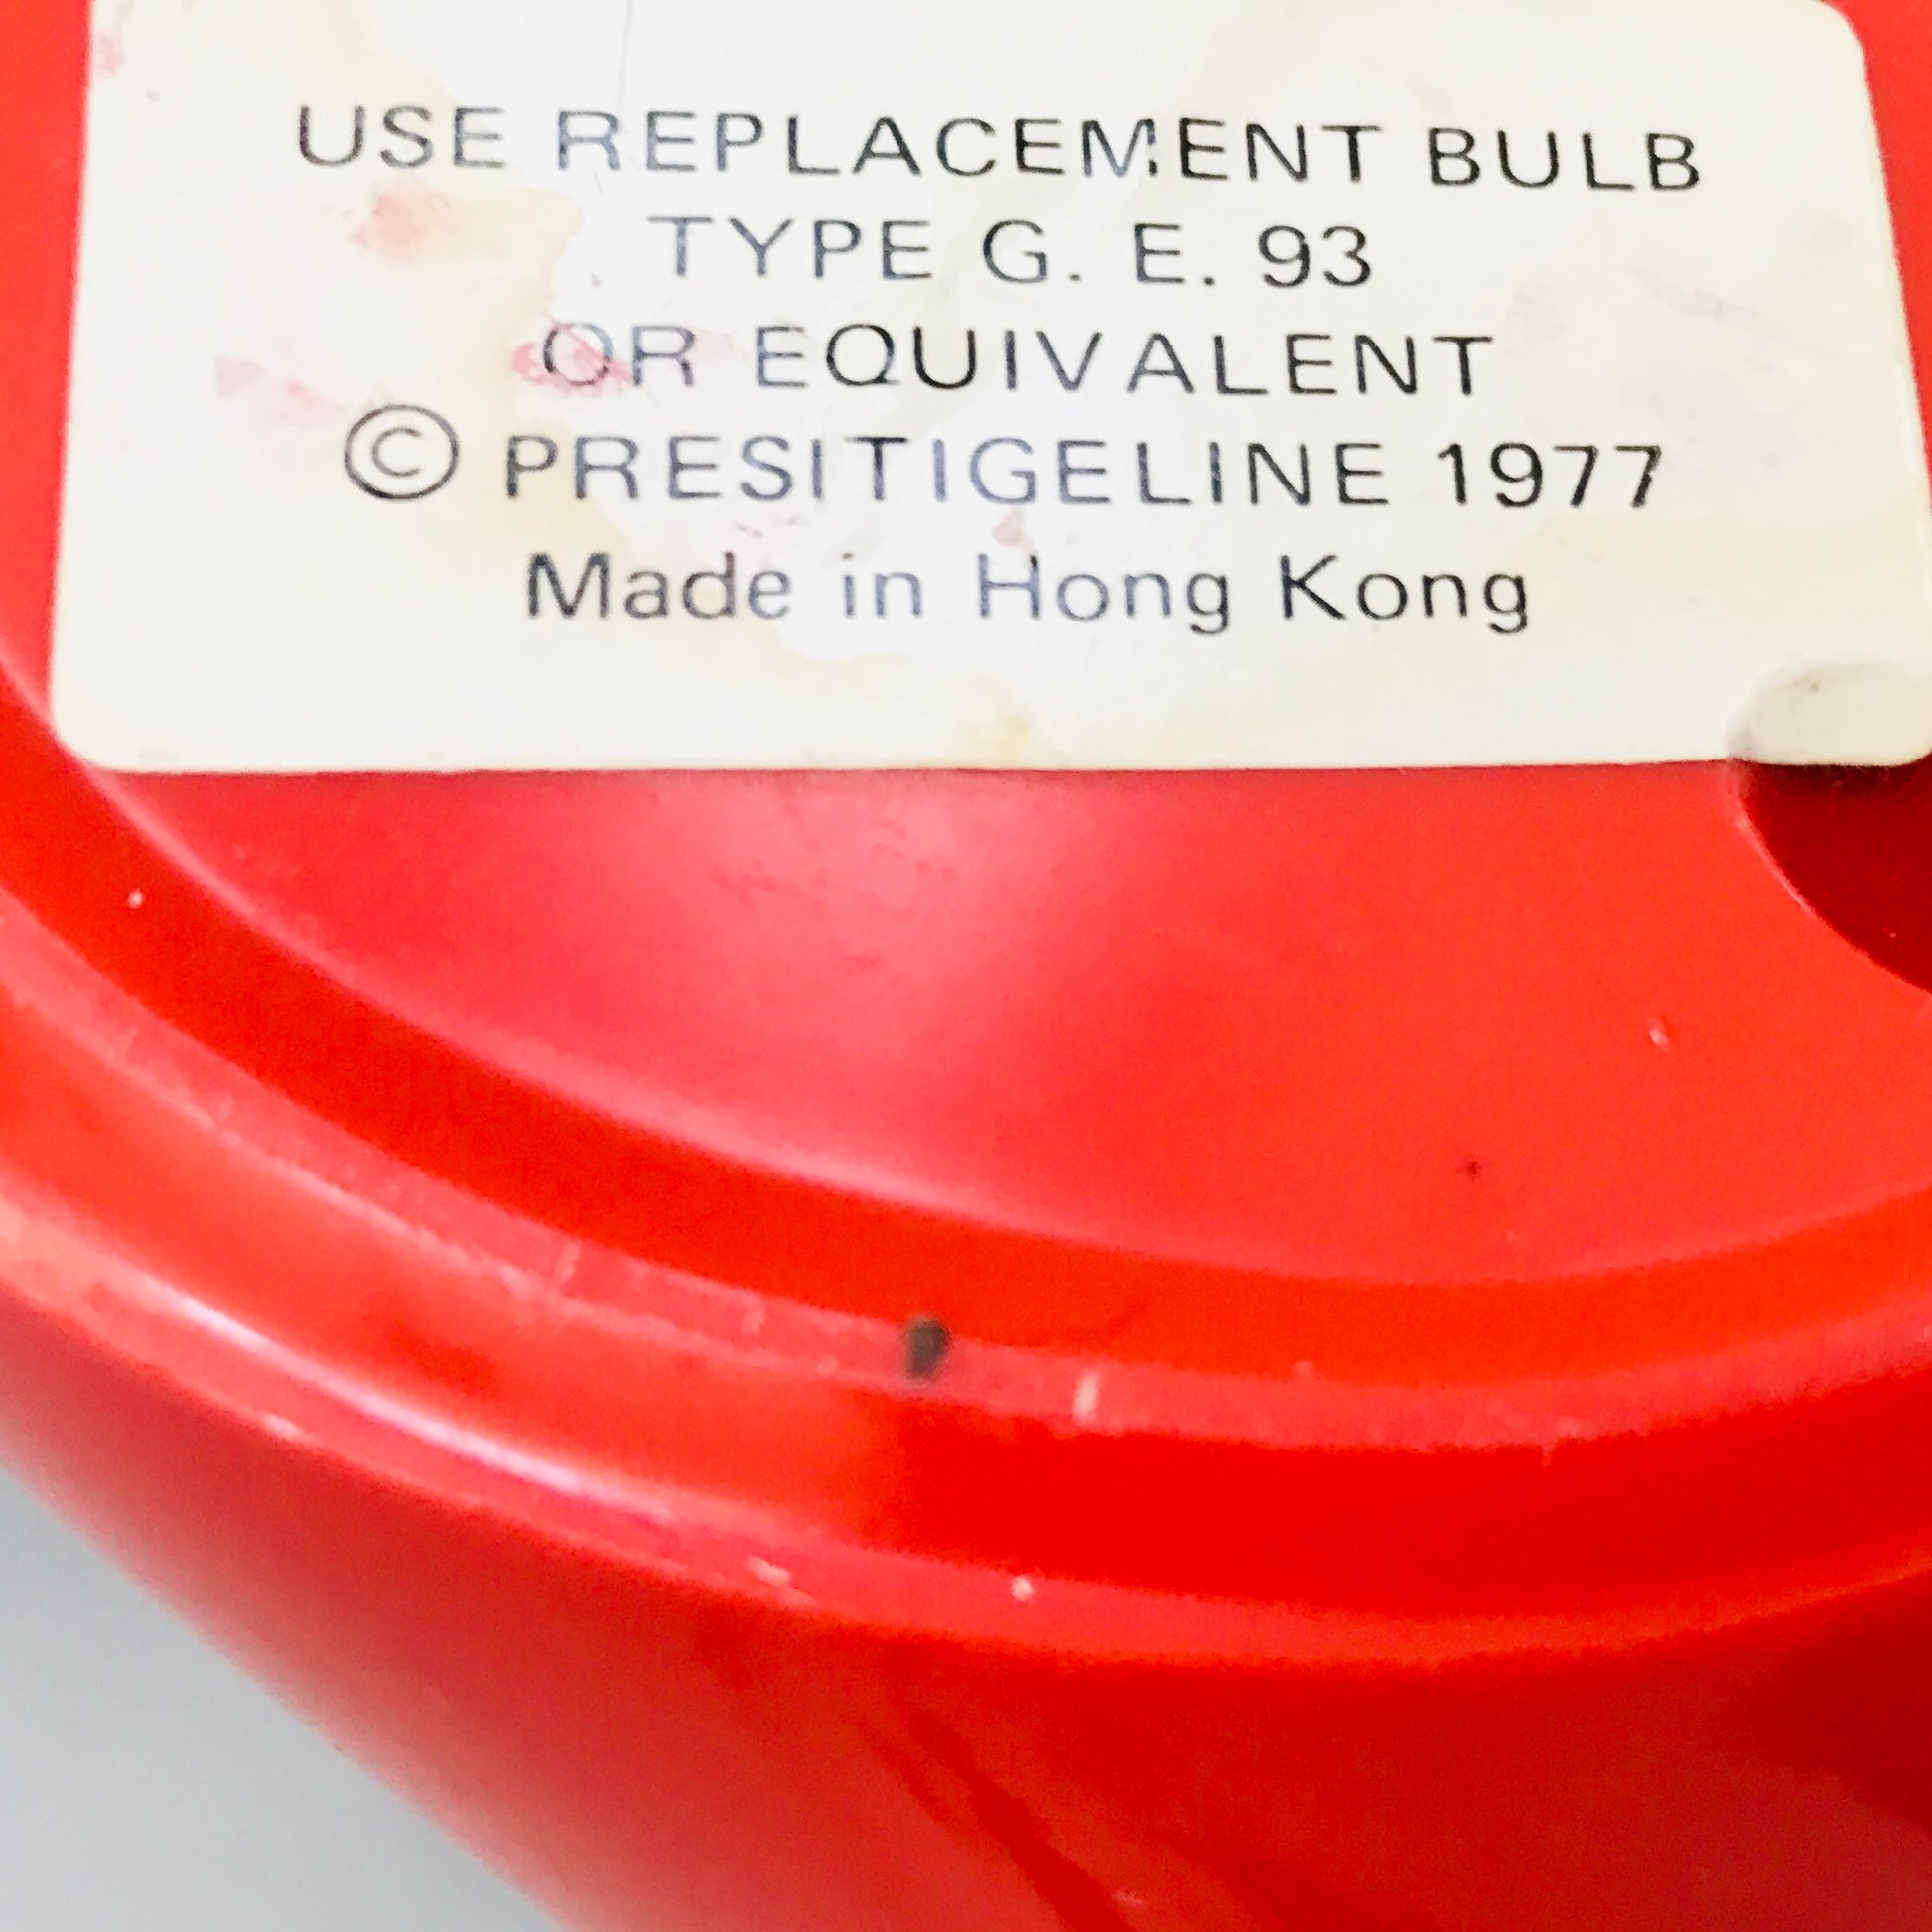 USE REPLACEMENT BULB
TYPE G. E. 93
OR EQUIVALENT
© PRESITIGELINE 1977
Made in Hong Kong